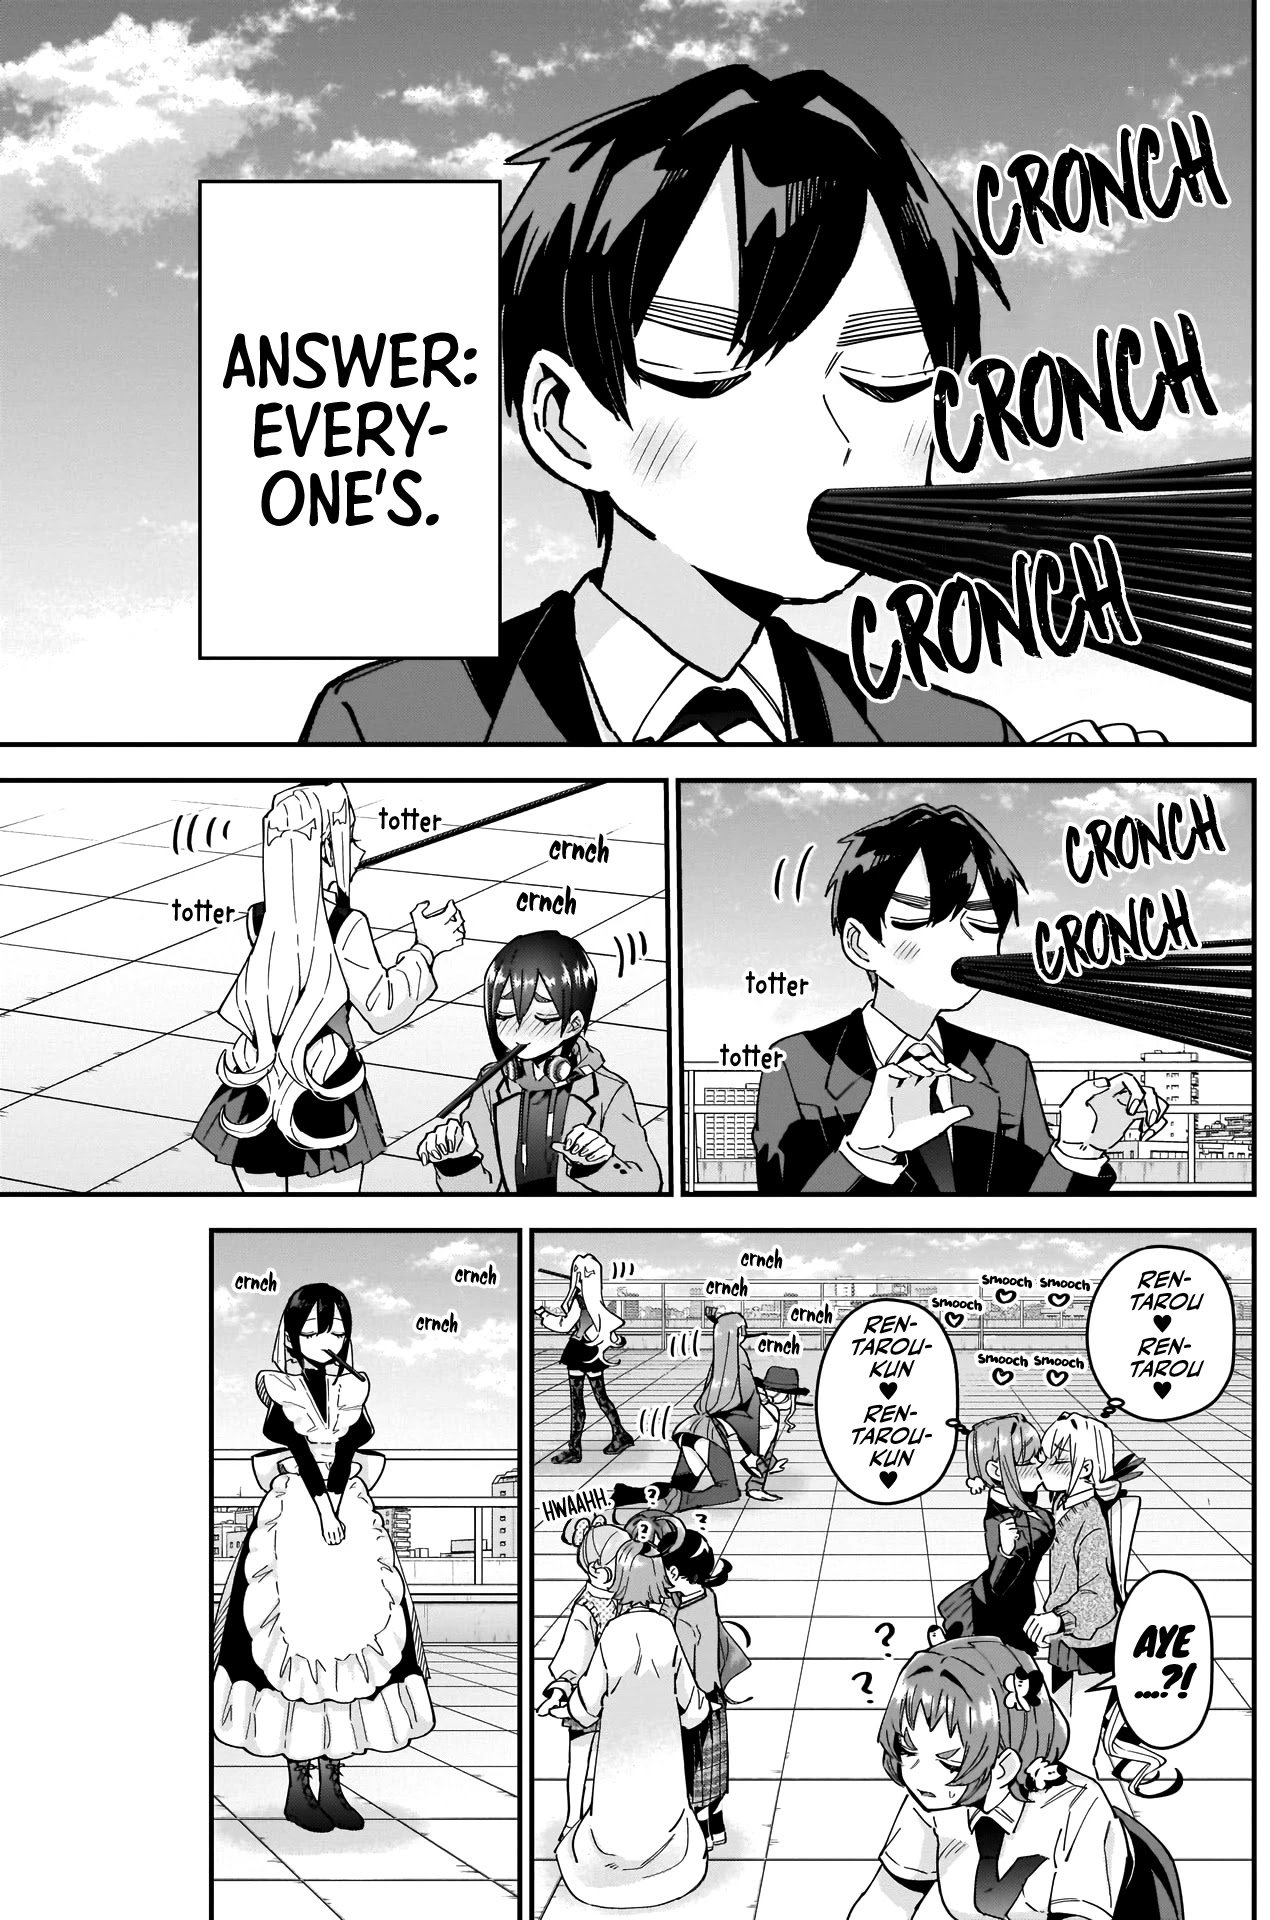 CRONCH
CRONCH
CRONCH
ANSWER:
EVERY-
ONE'S.
CRONCH
CRONCH
totter
totter
totter
crnch
crnch
totter
REN-
TAROU
♥
REN-
TAROU
♥
smooch smooch
♡ ♡
smooch
♡
smooch smooch
♡ ♡
REN-
TAROU-
KUN
♥
REN-
TAROU-
KUN
♥
crnch
crnch
crnch
crnch
HWAAHH.
?
? ?
?
AYE
...?!
?
?
crnch
crnch
crnch